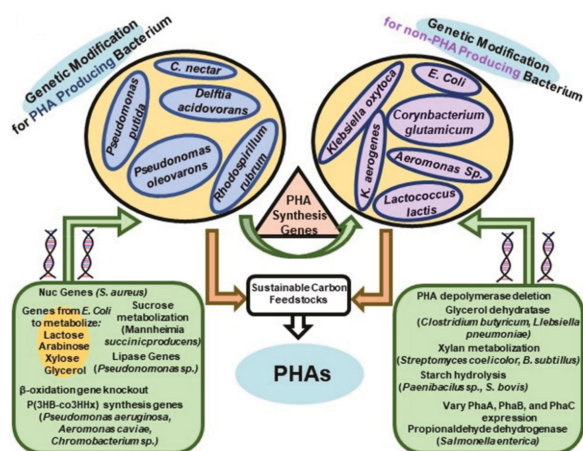 Genetic Modification
for PHA Producing Bacterium
C. nectar
Delftia
acidovorans
Pseudomonas
putida
Pseudonomas
oleovarons
Rhodospirillium
rubrum
Genetic Modification
for non-PHA Producing Bacterium
Klebsiella oxytoca
E. Coli
Corynbacterium
glutamicum
K. aerogenes
Aeromonas Sp.
Lactococcus
lactis
PHA
Synthesis
Genes
Sustainable Carbon
Feedstocks
PHAs
Nuc Genes (S. aureus)
Genes from E. Coli
to metabolize:
Lactose
Arabinose
Xylose
Glycerol
Sucrose
metabolization
(Mannheimia
succinicproducens)
Lipase Genes
(Pseudonomonas sp.)
β-oxidation gene knockout
P(3HB-co3HHx) synthesis genes
(Pseudomonas aeruginosa,
Aeromonas caviae,
Chromobacterium sp.)
PHA depolymerase deletion
Glycerol dehydratase
(Clostridium butyricum, Llebsiella
pneumoniae)
Xylan metabolization
(Streptomyces coelicolor, B. subtillus)
Starch hydrolysis
(Paenibacillus sp., S. bovis)
Vary PhaA, PhaB, and PhaC
expression
Propionaldehyde dehydrogenase
(Salmonella enterica)